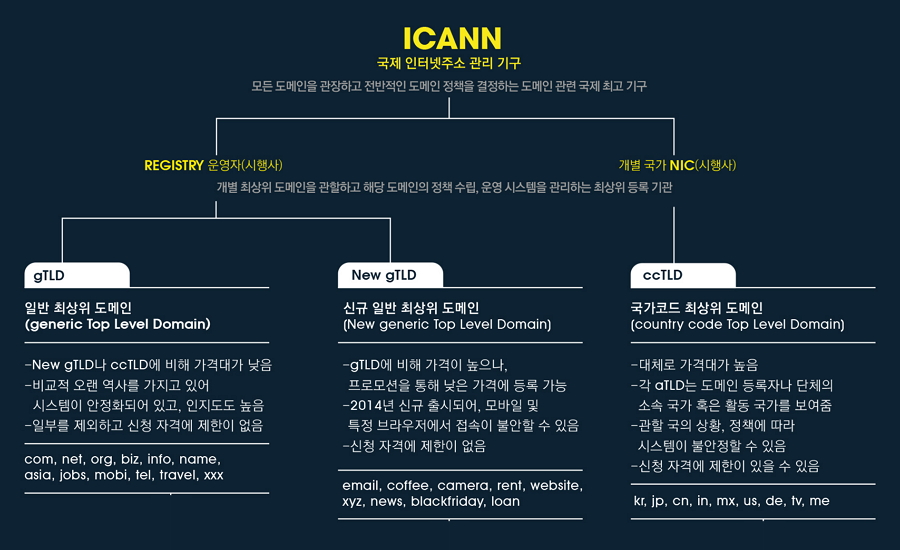 ICANN
국제 인터넷주소 관리 기구
모든 도메인을 관장하고 전반적인 도메인 정책을 결정하는 도메인 관련 국제 최고 기구
REGISTRY 운영자(시행사)
개별 국가 NIC(시행사)
개별 최상위 도메인을 관할하고 해당 도메인의 정책 수립, 운영 시스템을 관리하는 최상위 등록 기관
gTLD
일반 최상위 도메인
(generic Top Level Domain)
-New gTLD나 ccTLD에 비해 가격대가 낮음
-비교적 오랜 역사를 가지고 있어
시스템이 안정화되어 있고, 인지도도 높음
-일부를 제외하고 신청 자격에 제한이 없음
com, net, org, biz, info, name,
asia, jobs, mobi, tel, travel, xxx
New gTLD
신규 일반 최상위 도메인
(New generic Top Level Domain)
-gTLD에 비해 가격이 높으나,
프로모션을 통해 낮은 가격에 등록 가능
-2014년 신규 출시되어, 모바일 및
특정 브라우저에서 접속이 불안할 수 있음
-신청 자격에 제한이 없음
email, coffee, camera, rent, website,
xyz, news, blackfriday, loan
ccTLD
국가코드 최상위 도메인
(country code Top Level Domain)
-대체로 가격대가 높음
-각 aTLD는 도메인 등록자나 단체의
소속 국가 혹은 활동 국가를 보여줌
-관할 국의 상황, 정책에 따라
시스템이 불안정할 수 있음
-신청 자격에 제한이 있을 수 있음
kr, jp, cn, in, mx, us, de, tv, me